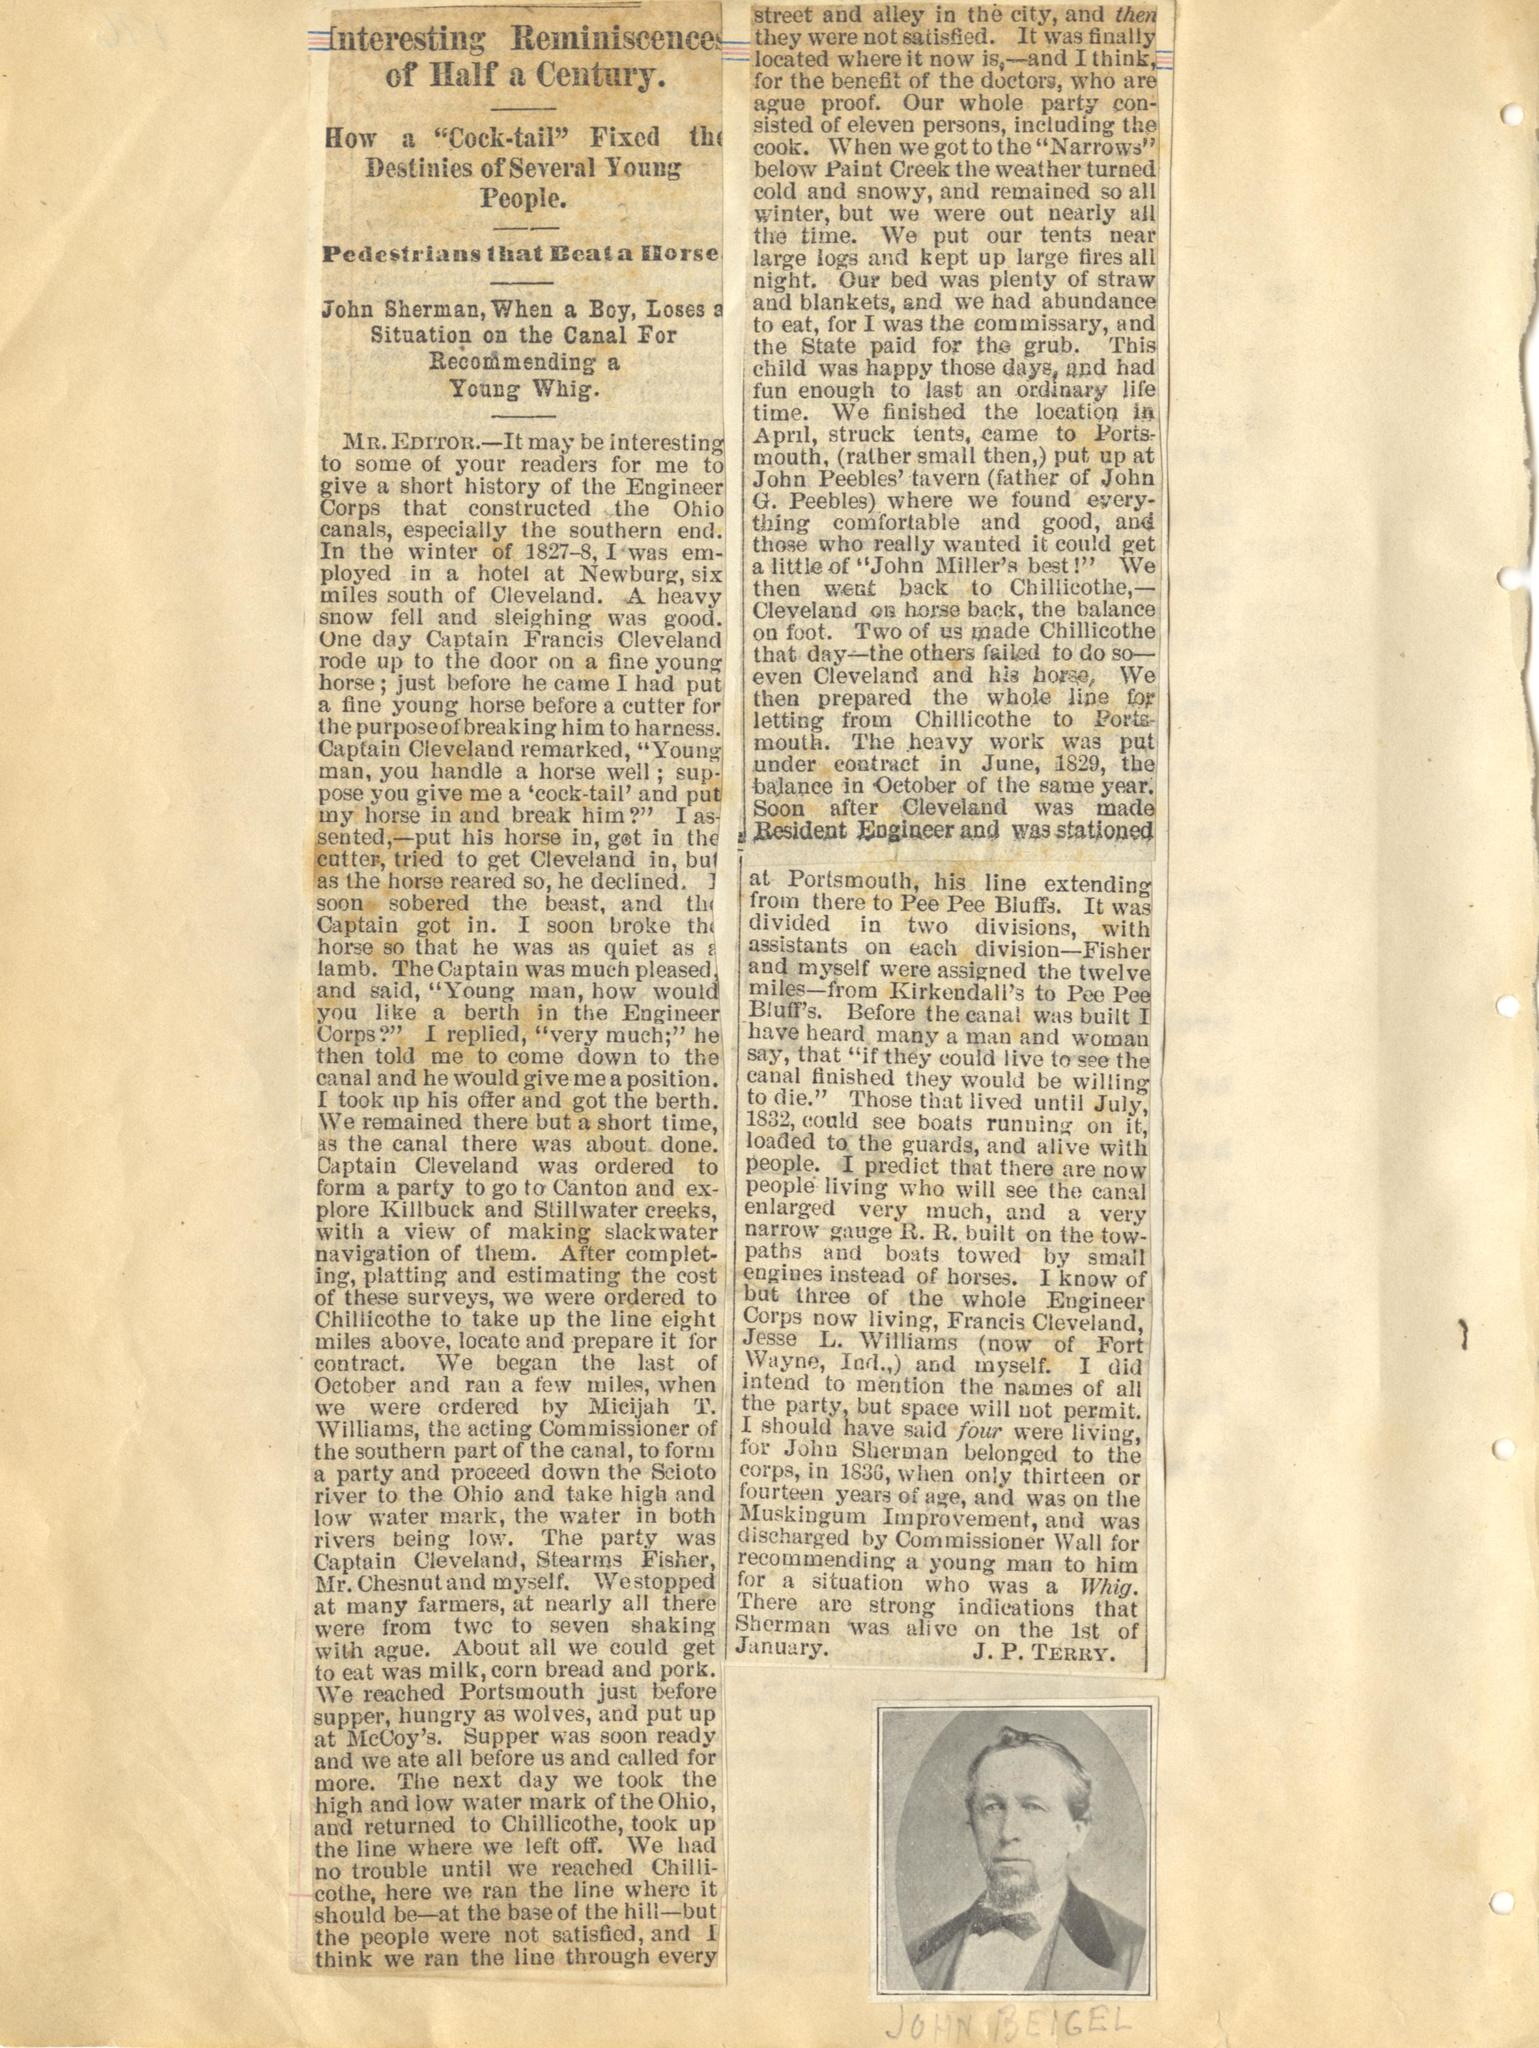 Interesting Reminiscences
of Half a Century.
How a "Cock-tail" Fixed the
Destinies of Several Young
People.
Pedestrians that Beat a Horse
John Sherman, When a Boy, Loses a
Situation on the Canal For
Recommending a
Young Whig.
MR. EDITOR.—It may be interesting
to some of your readers for me to
give a short history of the Engineer
Corps that constructed the Ohio
canals, especially the southern end.
In the winter of 1827-8, I was em-
ployed in a hotel at Newburg, six
miles south of Cleveland. A heavy
snow fell and sleighing was good.
One day Captain Francis Cleveland
rode up to the door on a fine young
horse; just before he came I had put
a fine young horse before a cutter for
the purpose of breaking him to harness.
Captain Cleveland remarked, "Young
man, you handle a horse well; sup-
pose you give me a 'cock-tail' and put
my horse in and break him?" I as-
sented,—put his horse in, got in the
cutter, tried to get Cleveland in, but
as the horse reared so, he declined. I
soon sobered the beast, and the
Captain got in. I soon broke the
horse so that he was as quiet as a
lamb. The Captain was much pleased,
and said, "Young man, how would
you like a berth in the Engineer
Corps?" I replied, "very much;" he
then told me to come down to the
canal and he would give me a position.
I took up his offer and got the berth.
We remained there but a short time,
as the canal there was about done.
Captain Cleveland was ordered to
form a party to go to Canton and ex-
plore Killbuck and Stillwater creeks,
with a view of making slackwater
navigation of them. After complet-
ing, platting and estimating the cost
of these surveys, we were ordered to
Chillicothe to take up the line eight
miles above, locate and prepare it for
contract. We began the last of
October and ran a few miles, when
we were ordered by Micijah T.
Williams, the acting Commissioner of
the southern part of the canal, to form
a party and proceed down the Scioto
river to the Ohio and take high and
low water mark, the water in both
rivers being low. The party was
Captain Cleveland, Stearms Fisher,
Mr. Chesnut and myself. We stopped
at many farmers, at nearly all there
were from two to seven shaking
with ague. About all we could get
to eat was milk, corn bread and pork.
We reached Portsmouth just before
supper, hungry as wolves, and put up
at McCoy's. Supper was soon ready
and we ate all before us and called for
more. The next day we took the
high and low water mark of the Ohio,
and returned to Chillicothe, took up
the line where we left off. We had
no trouble until we reached Chilli-
cothe, here we ran the line where it
should be—at the base of the hill—but
the people were not satisfied, and I
think we ran the line through every
street and alley in the city, and then
they were not satisfied. It was finally
located where it now is,—and I think,
for the benefit of the doctors, who are
ague proof. Our whole party con-
sisted of eleven persons, including the
cook. When we got to the "Narrows"
below Paint Creek the weather turned
cold and snowy, and remained so all
winter, but we were out nearly all
the time. We put our tents near
large logs and kept up large fires all
night. Our bed was plenty of straw
and blankets, and we had abundance
to eat, for I was the commissary, and
the State paid for the grub. This
child was happy those days, and had
fun enough to last an ordinary life
time. We finished the location in
April, struck tents, came to Ports-
mouth, (rather small then,) put up at
John Peebles' tavern (father of John
G. Peebles) where we found every-
thing comfortable and good, and
those who really wanted it could get
a little of "John Miller's best!" We
then went back to Chillicothe,—
Cleveland on horse back, the balance
on foot. Two of us made Chillicothe
that day—the others failed to do so—
even Cleveland and his horse. We
then prepared the whole line for
letting from Chillicothe to Ports-
mouth. The heavy work was put
under contract in June, 1829, the
balance in October of the same year.
Soon after Cleveland was made
Resident Engineer and was stationed
at Portsmouth, his line extending
from there to Pee Pee Bluffs. It was
divided in two divisions, with
assistants on each division—Fisher
and myself were assigned the twelve
miles—from Kirkendall's to Pee Pee
Bluff's. Before the canal was built I
have heard many a man and woman
say, that "if they could live to see the
canal finished they would be willing
to die." Those that lived until July,
1832, could see boats running on it,
loaded to the guards, and alive with
people. I predict that there are now
people living who will see the canal
enlarged very much, and a very
narrow gauge R. R. built on the tow-
paths and boats towed by small
engines instead of horses. I know of
but three of the whole Engineer
Corps now living, Francis Cleveland,
Jesse L. Williams (now of Fort
Wayne, Ind.,) and myself. I did
intend to mention the names of all
the party, but space will not permit.
I should have said four were living,
for John Sherman belonged to the
corps, in 1836, when only thirteen or
fourteen years of age, and was on the
Muskingum Improvement, and was
discharged by Commissioner Wall for
recommending a young man to him
for a situation who was a Whig.
There are strong indications that
Sherman was alive on the 1st of
January. J. P. TERRY.
JOHN BEIGEL